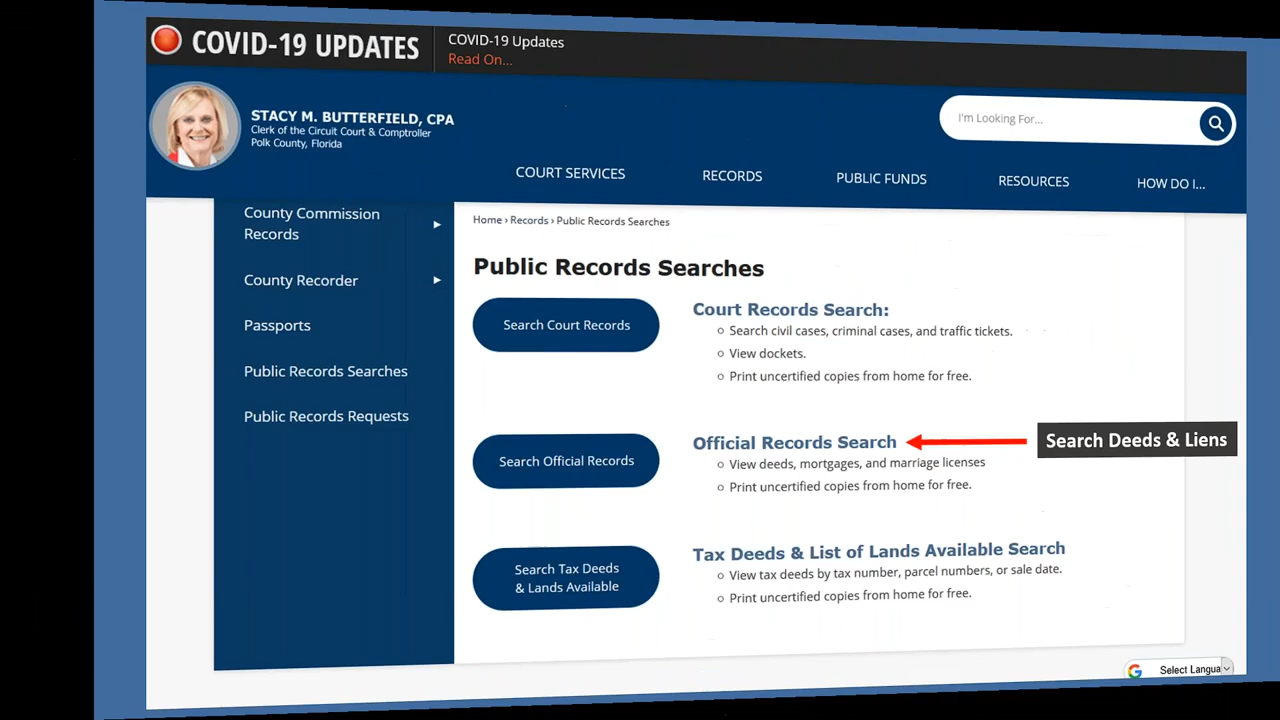 COVID-19 UPDATES
COVID-19 Updates
Read On...
STACY M. BUTTERFIELD, CPA
Clerk of the Circuit Court & Comptroller
Polk County, Florida
I'm Looking For...
COURT SERVICES
RECORDS
PUBLIC FUNDS
RESOURCES
HOW DO I...
County Commission
Records
County Recorder
Passports
Public Records Searches
Public Records Requests
Home › Records › Public Records Searches
Public Records Searches
Search Court Records
Court Records Search:
Search civil cases, criminal cases, and traffic tickets.
View dockets.
Print uncertified copies from home for free.
Search Official Records
Official Records Search
Search Deeds & Liens
View deeds, mortgages, and marriage licenses
Print uncertified copies from home for free.
Search Tax Deeds
& Lands Available
Tax Deeds & List of Lands Available Search
View tax deeds by tax number, parcel numbers, or sale date.
Print uncertified copies from home for free.
G
Select Langua